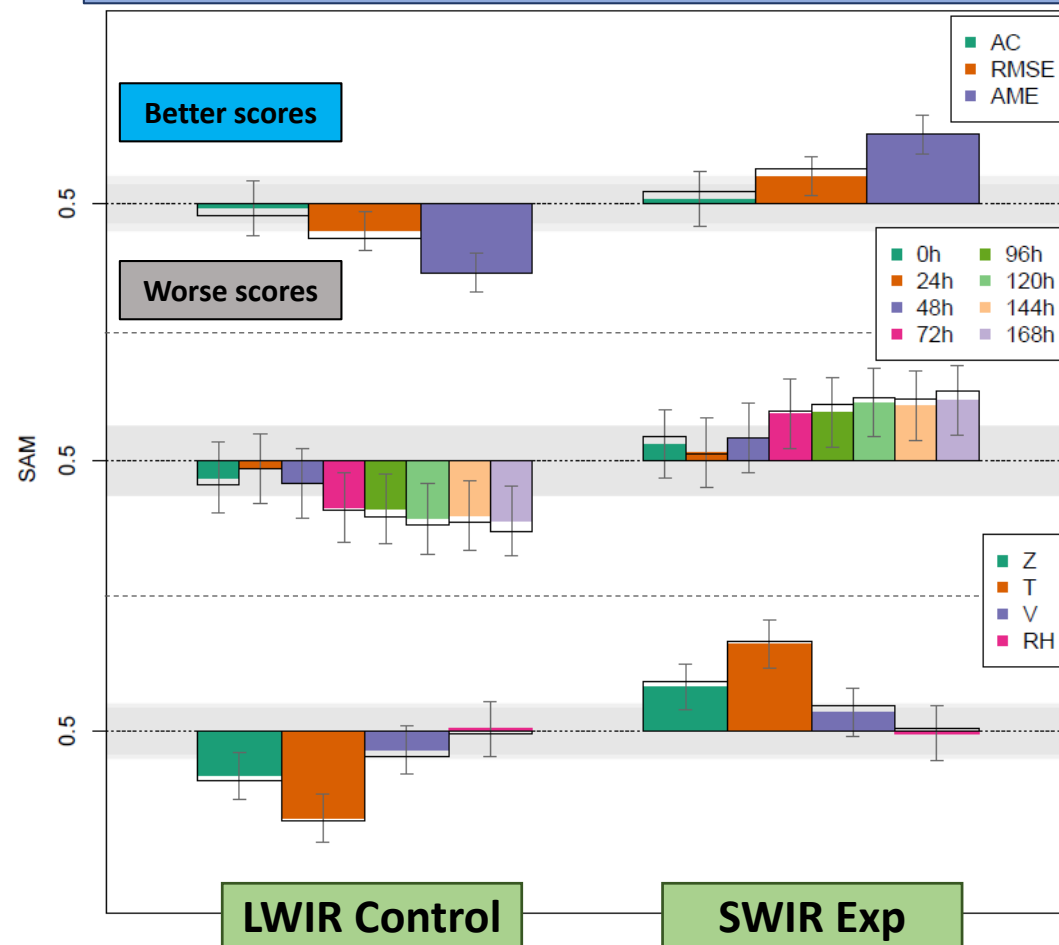 AC
RMSE
AME
Better scores
0.5
Worse scores
0h 96h
24h 120h
48h 144h
72h 168h
SAM
0.5
Z
T
V
RH
0.5
LWIR Control SWIR Exp